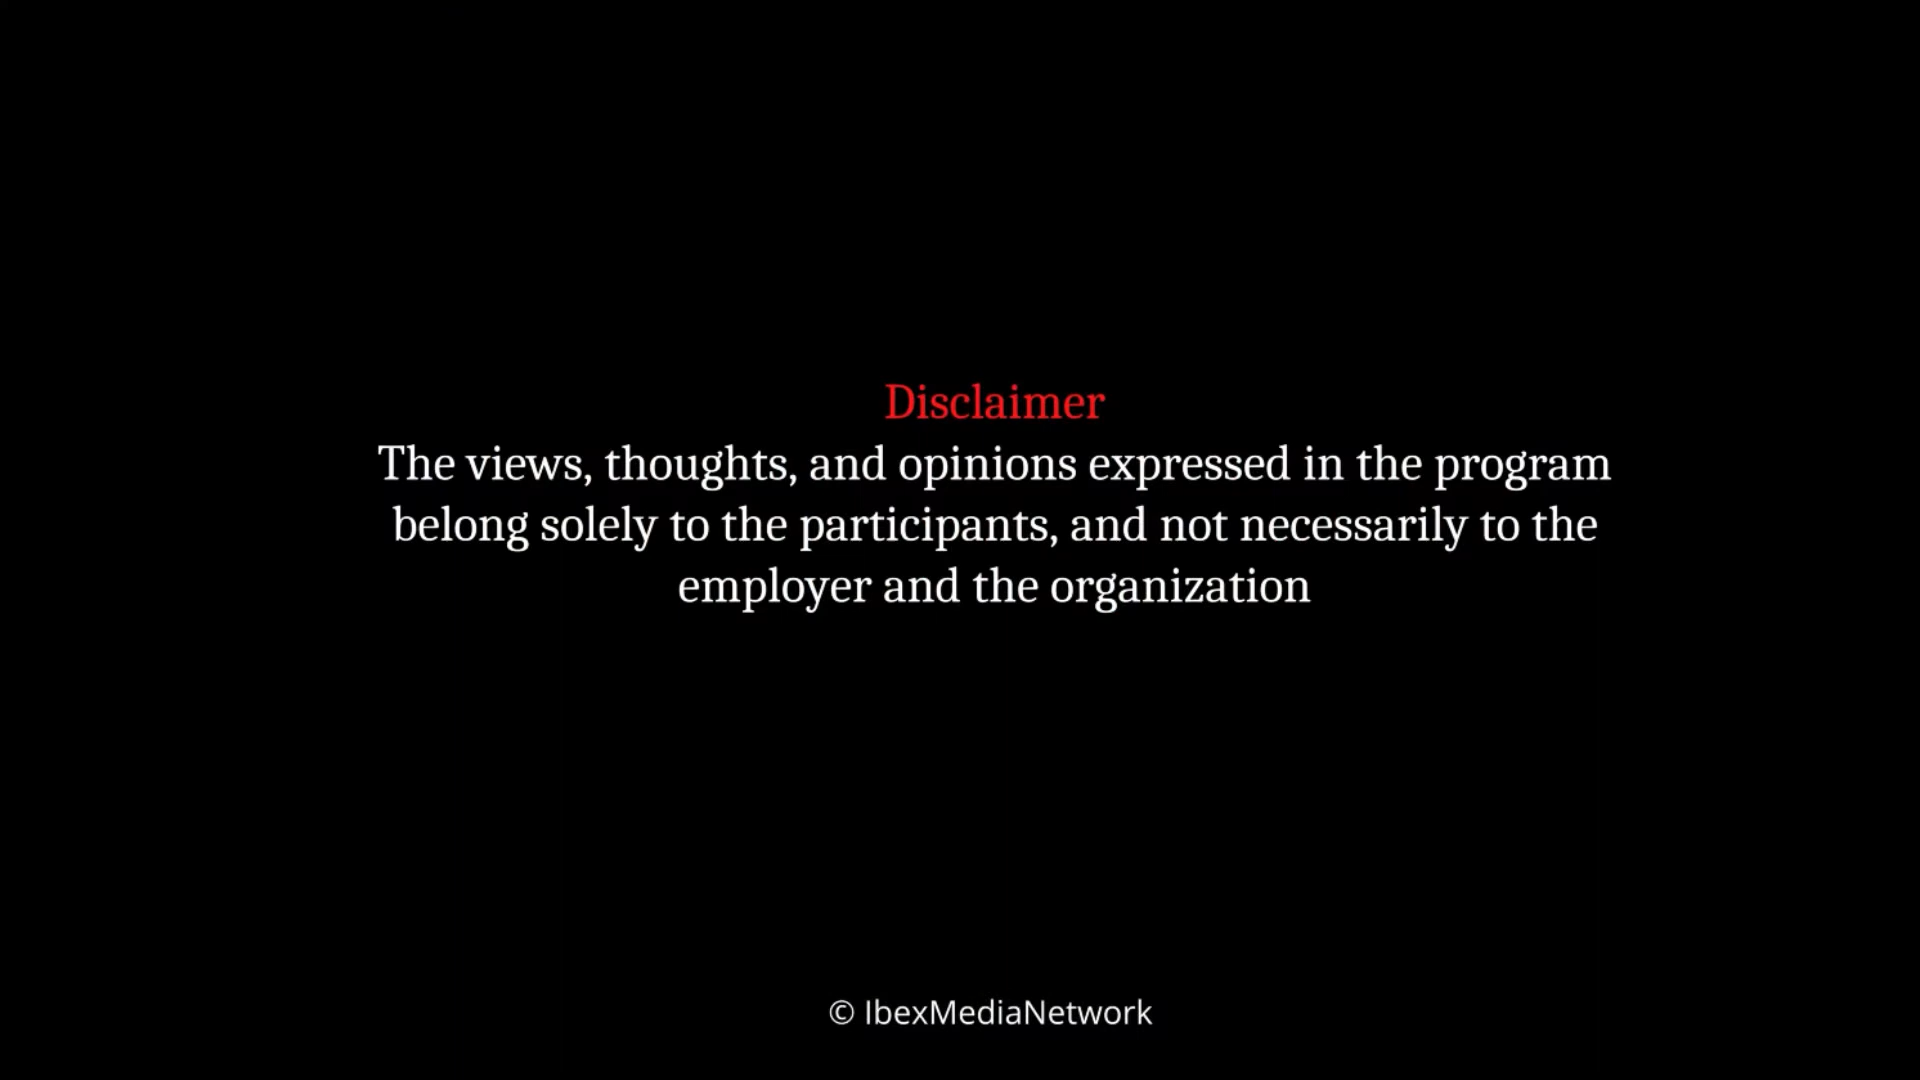 Disclaimer
The views, thoughts, and opinions expressed in the program
belong solely to the participants, and not necessarily to the
employer and the organization
© IbexMediaNetwork